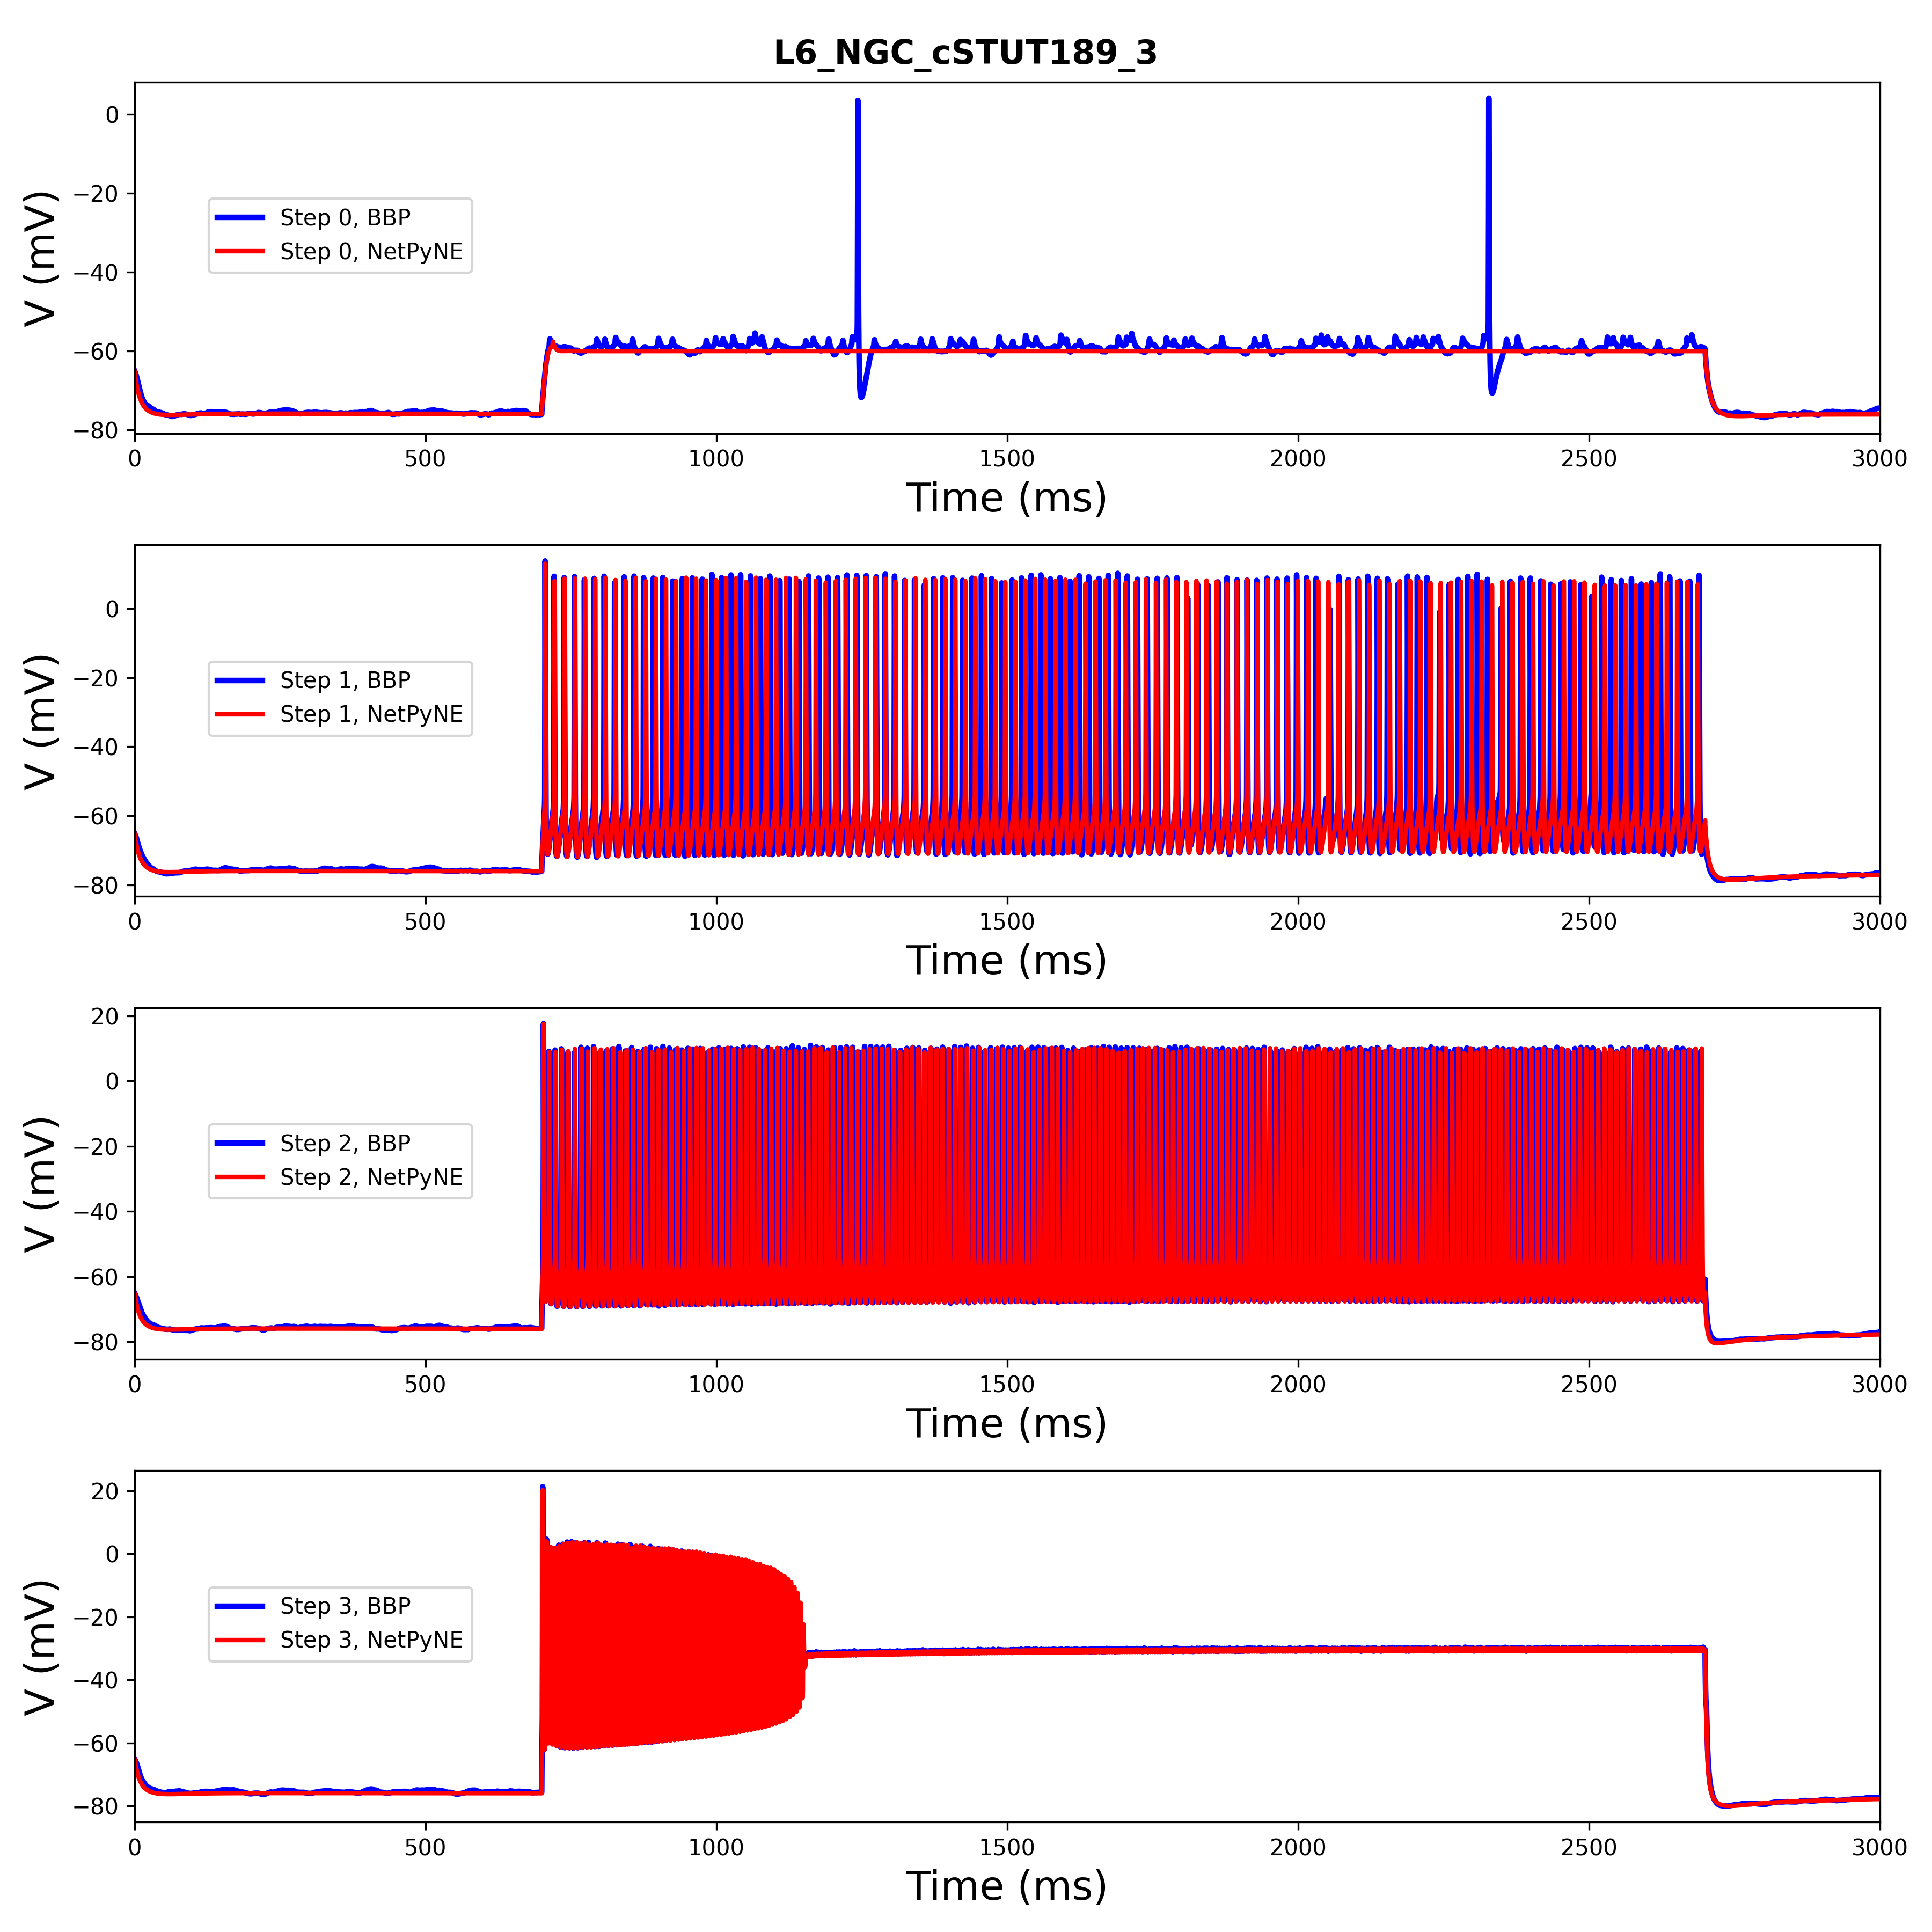 L6_NGC_cSTUT189_3
V (mV)
0
−20
−40
−60
−80
Step 0, BBP
Step 0, NetPyNE
0 500 1000 1500 2000 2500 3000
Time (ms)
V (mV)
0
−20
−40
−60
−80
Step 1, BBP
Step 1, NetPyNE
0 500 1000 1500 2000 2500 3000
Time (ms)
V (mV)
20
0
−20
−40
−60
−80
Step 2, BBP
Step 2, NetPyNE
0 500 1000 1500 2000 2500 3000
Time (ms)
V (mV)
20
0
−20
−40
−60
−80
Step 3, BBP
Step 3, NetPyNE
0 500 1000 1500 2000 2500 3000
Time (ms)